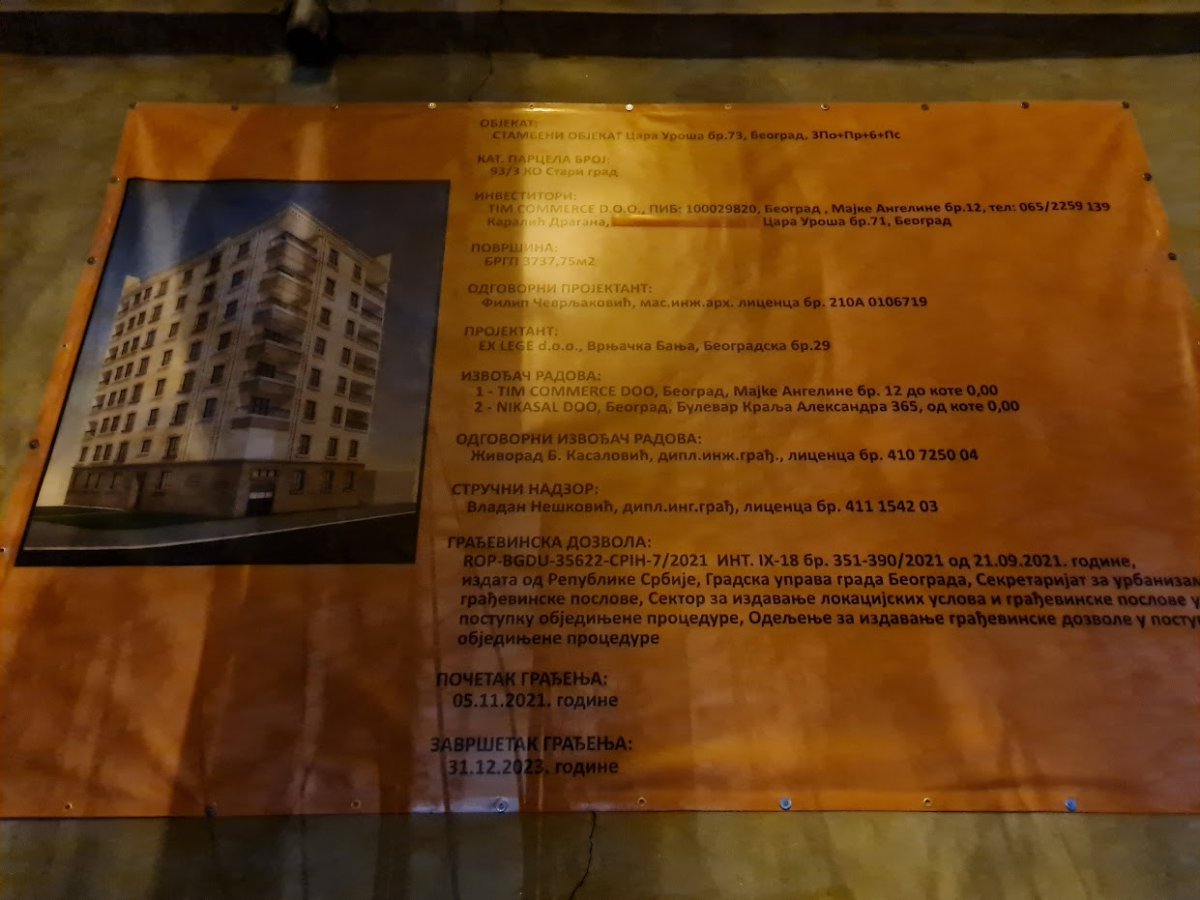 ОБЈЕКАТ:
СТАМБЕНИ ОБЈЕКАТ Цара Уроша бр.73, Београд, 3По+Пр+6+Пс
КАТ. ПАРЦЕЛА БРОЈ:
93/3 КО Стари град
ИНВЕСТИТОРИ:
TIM COMMERCE D.O.O., ПИБ: 100029820, Београд , Мајке Ангелине бр.12, тел: 065/2259 139
Каралић Драгана, Цара Уроша бр.71, Београд
ПОВРШИНА:
БРГП 3737,75м2
ОДГОВОРНИ ПРОЈЕКТАНТ:
Филип Чеврљаковић, мас.инж.арх. лиценца бр. 210А 0106719
ПРОЈЕКТАНТ:
EX LEGE d.o.o., Врњачка Бања, Београдска бр.29
ИЗВОЂАЧ РАДОВА:
1 - TIM COMMERCE DOO, Београд, Мајке Ангелине бр. 12 до коте 0,00
2 - NIKASAL DOO, Београд, Булевар Краља Александра 365, од коте 0,00
ОДГОВОРНИ ИЗВОЂАЧ РАДОВА:
Живорад Б. Касаловић, дипл.инж.грађ., лиценца бр. 410 7250 04
СТРУЧНИ НАДЗОР:
Владан Нешковић, дипл.инг.грађ, лиценца бр. 411 1542 03
ГРАЂЕВИНСКА ДОЗВОЛА:
ROP-BGDU-35622-CPIH-7/2021 ИНТ. IX-18 бр. 351-390/2021 од 21.09.2021. године,
издата од Републике Србије, Градска управа града Београда, Секретаријат за урбанизам
грађевинске послове, Сектор за издавање локацијских услова и грађевинске послове у
поступку обједињене процедуре, Одељење за издавање грађевинске дозволе у посту
обједињене процедуре
ПОЧЕТАК ГРАЂЕЊА:
05.11.2021. године
ЗАВРШЕТАК ГРАЂЕЊА:
31.12.2023. године